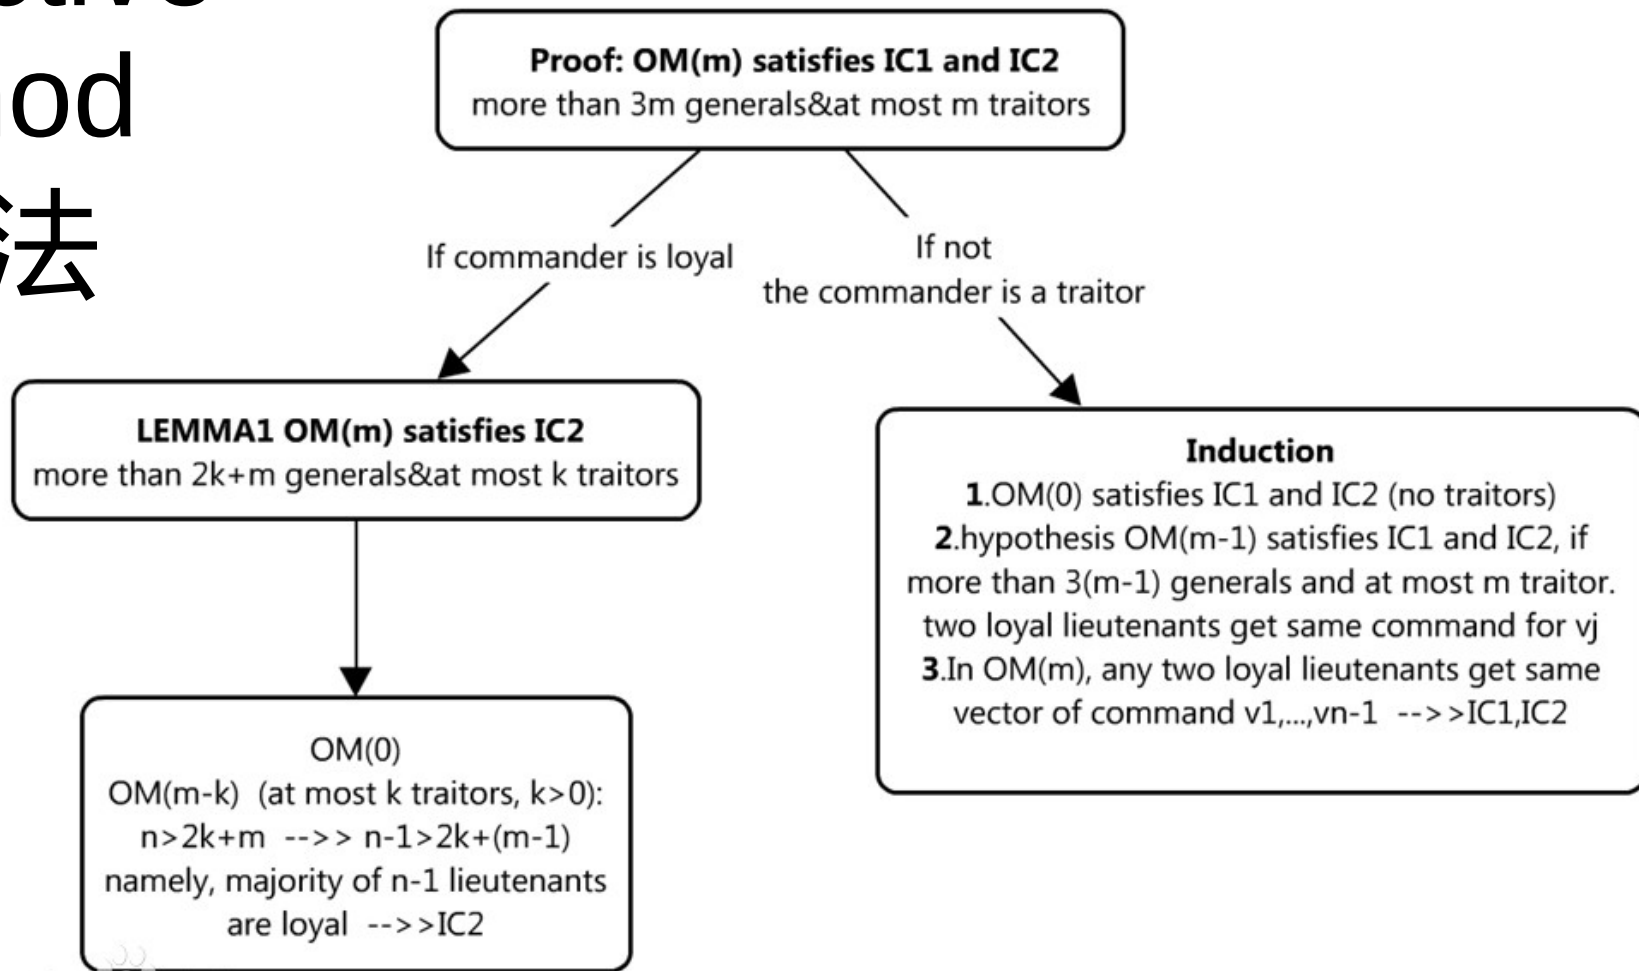 法
Proof: OM(m) satisfies IC1 and IC2
more than 3m generals&at most m traitors
If commander is loyal
If not
the commander is a traitor
LEMMA1 OM(m) satisfies IC2
more than 2k+m generals&at most k traitors
OM(0)
OM(m-k) (at most k traitors, k>0):
n>2k+m -->> n-1>2k+(m-1)
namely, majority of n-1 lieutenants
are loyal -->>IC2
Induction
1.OM(0) satisfies IC1 and IC2 (no traitors)
2.hypothesis OM(m-1) satisfies IC1 and IC2, if
more than 3(m-1) generals and at most m traitor.
two loyal lieutenants get same command for vj
3.In OM(m), any two loyal lieutenants get same
vector of command v1,...,vn-1 -->>IC1,IC2